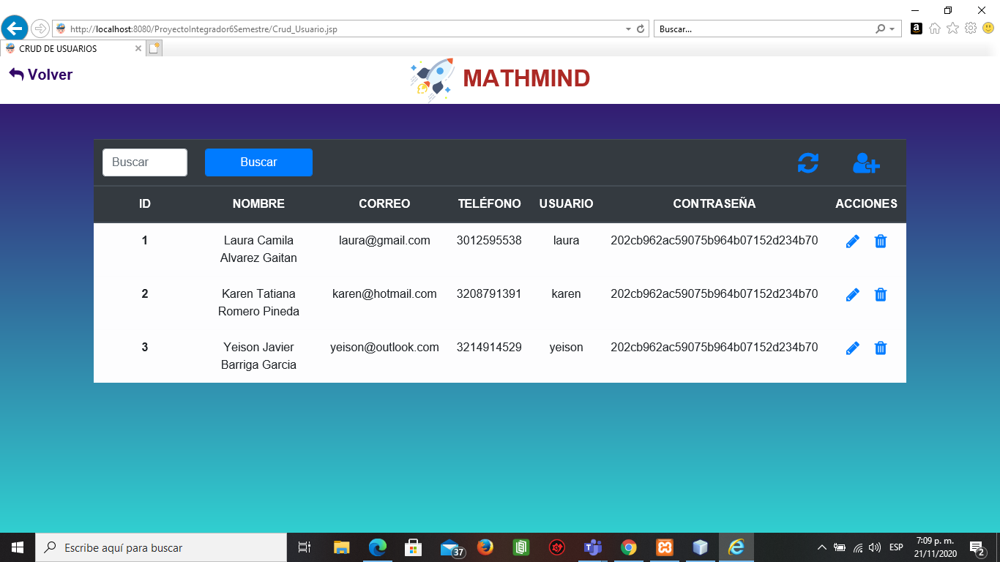 http://localhost:8080/ProyectoIntegrador6Semestre/Crud_Usuario.jsp
Buscar...
CRUD DE USUARIOS
Volver
MATHMIND
Buscar Buscar
ID NOMBRE CORREO TELÉFONO USUARIO CONTRASEÑA ACCIONES
1 Laura Camila laura@gmail.com 3012595538 laura 202cb962ac59075b964b07152d234b70
Alvarez Gaitan
2 Karen Tatiana karen@hotmail.com 3208791391 karen 202cb962ac59075b964b07152d234b70
Romero Pineda
3 Yeison Javier yeison@outlook.com 3214914529 yeison 202cb962ac59075b964b07152d234b70
Barriga Garcia
Escribe aquí para buscar
37
ESP
7:09 p. m.
21/11/2020
2